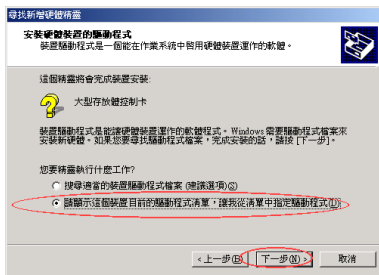 尋找新增硬體精靈
安裝硬體裝置的驅動程式
裝置驅動程式是一個能在作業系統中啟用硬體裝置運作的軟體。
這個精靈將會完成裝置安裝:
大型存放體控制卡
裝置驅動程式是能讓硬體裝置運作的軟體程式。Windows 需要驅動程式檔案來
安裝新硬體。如果您要尋找驅動程式檔案，完成安裝的話，請按 [下一步]。
您要精靈執行什麼工作?
搜尋適當的裝置驅動程式檔案 (建議選項)(S)
請顯示這個裝置目前的驅動程式清單，讓我從清單中指定驅動程式(D)
< 上一步(B)
下一步(N) >
取消